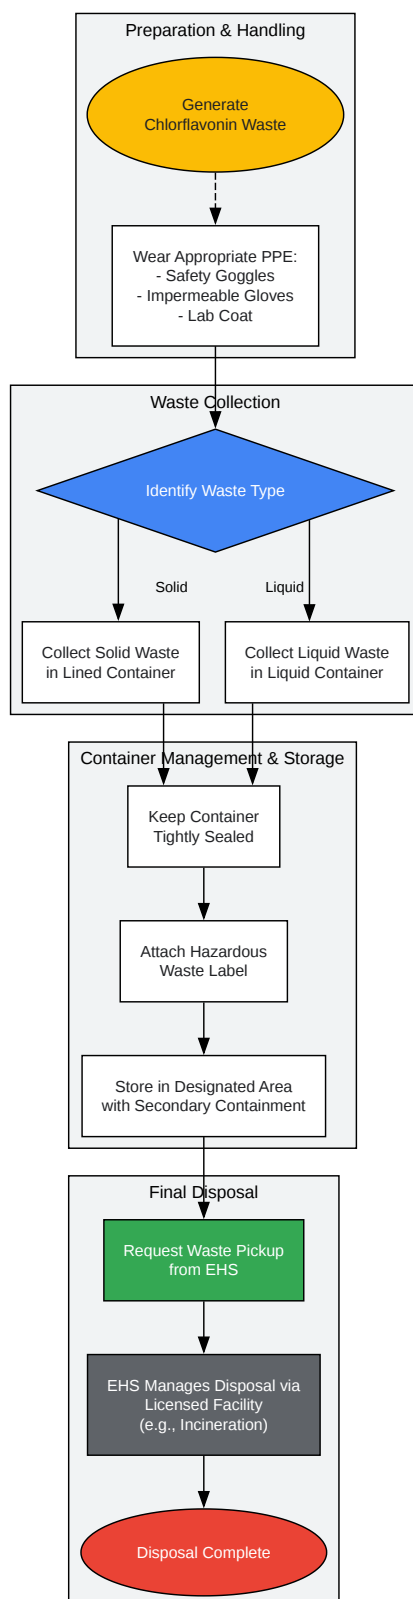 Preparation & Handling
Generate
Chlorflavonin Waste
Wear Appropriate PPE:
- Safety Goggles
- Impermeable Gloves
- Lab Coat
Waste Collection
Identify Waste Type
Solid
Liquid
Collect Solid Waste
in Lined Container
Collect Liquid Waste
in Liquid Container
Container Management & Storage
Keep Container
Tightly Sealed
Attach Hazardous
Waste Label
Store in Designated Area
with Secondary Containment
Final Disposal
Request Waste Pickup
from EHS
EHS Manages Disposal via
Licensed Facility
(e.g., Incineration)
Disposal Complete